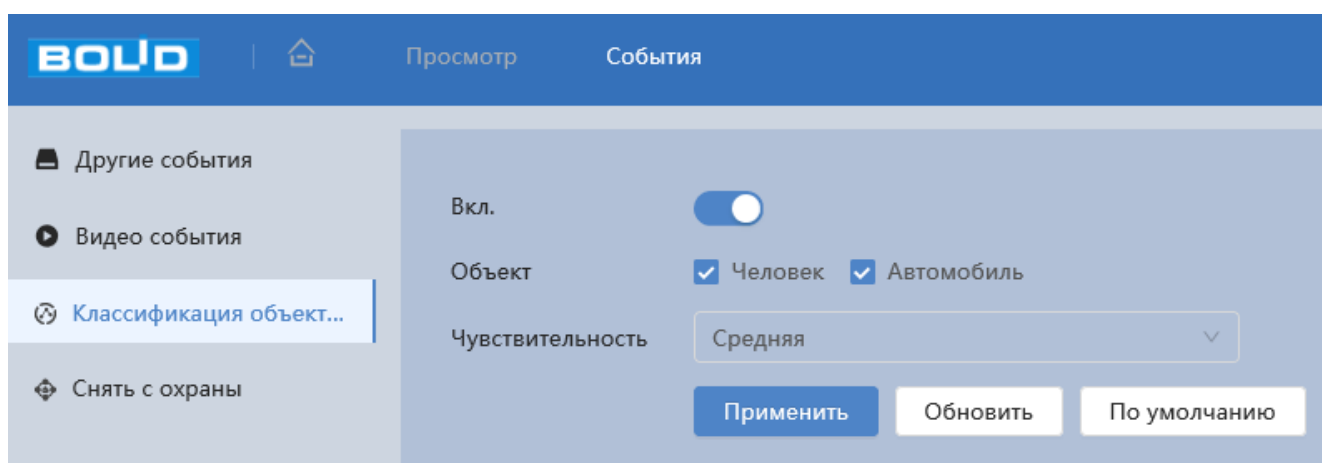 BOLID
Просмотр События
Другие события
Видео события
Классификация объект...
Снять с охраны
Вкл.
Объект Человек Автомобиль
Чувствительность Средняя
Применить Обновить По умолчанию